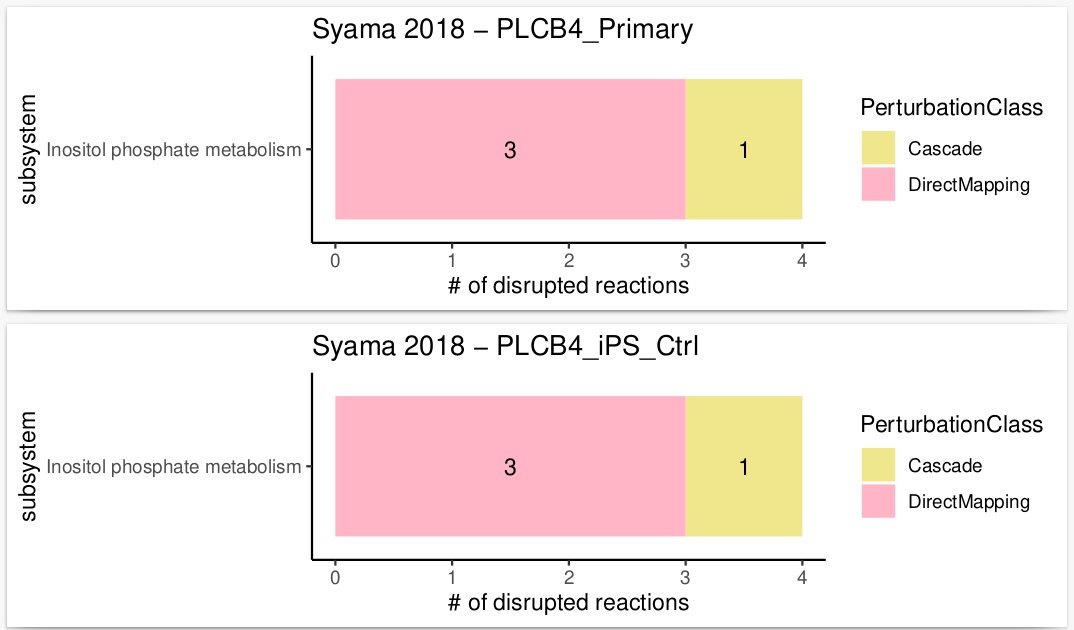 Syama 2018 – PLCB4_Primary
subsystem
Inositol phosphate metabolism
3
1
0 1 2 3 4
# of disrupted reactions
PerturbationClass
Cascade
DirectMapping
Syama 2018 – PLCB4_iPS_Ctrl
subsystem
Inositol phosphate metabolism
3
1
0 1 2 3 4
# of disrupted reactions
PerturbationClass
Cascade
DirectMapping